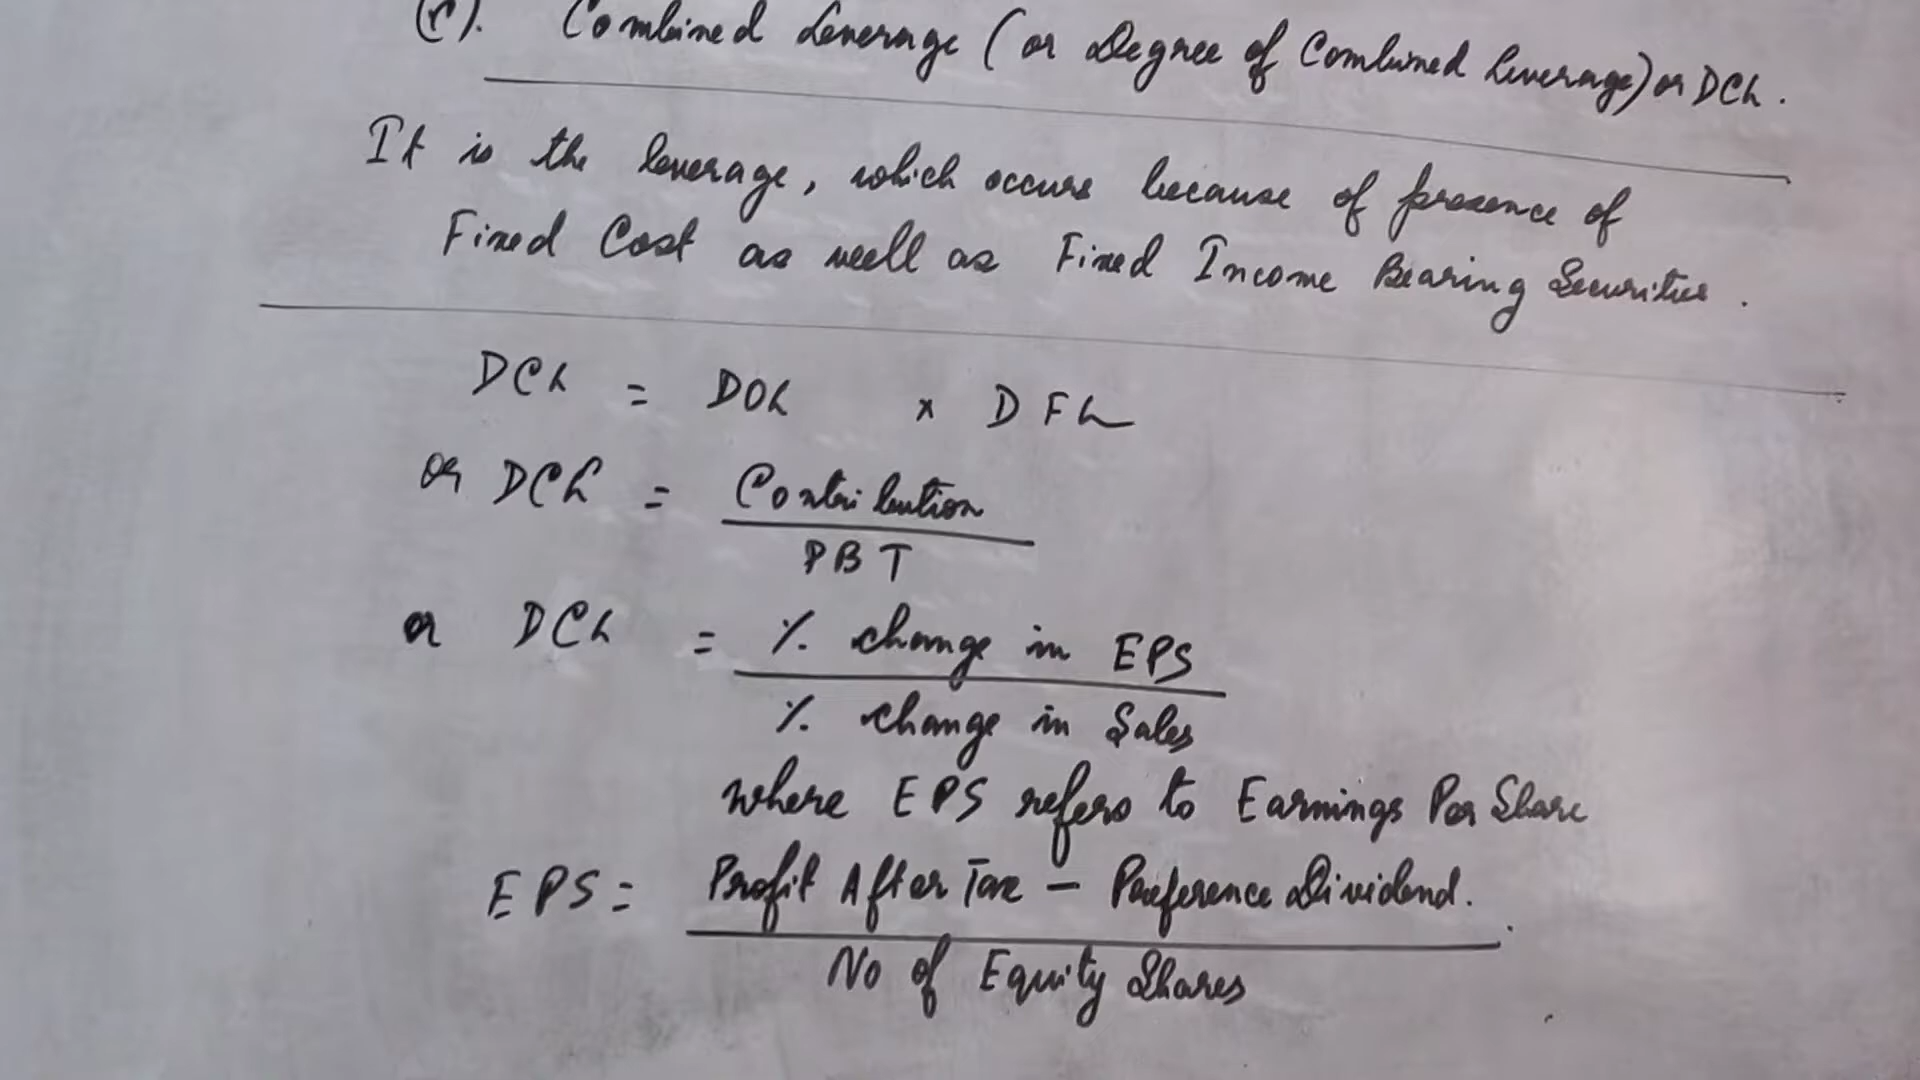 (C). Combined Leverage (or Degree of Combined Leverage) or DCL.
It is the leverage, which occurs because of presence of
Fixed Cost as well as Fixed Income Bearing Securities.
DCL = DOL x DFL
or DCL = Contribution
PBT
or DCL = % change in EPS
% change in Sales
where EPS refers to Earnings Per Share
EPS = Profit After Tax – Preference Dividend.
No of Equity Shares